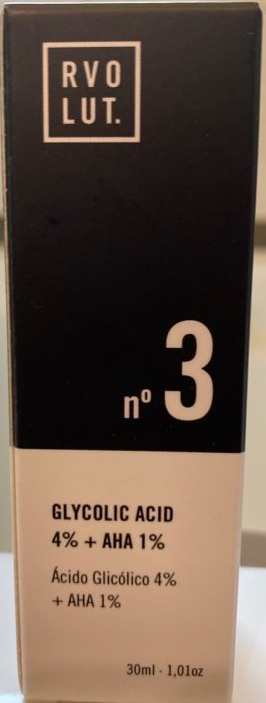 RVO
LUT.
nº 3
GLYCOLIC ACID
4% + AHA 1%
Ácido Glicólico 4%
+ AHA 1%
30ml · 1,01oz